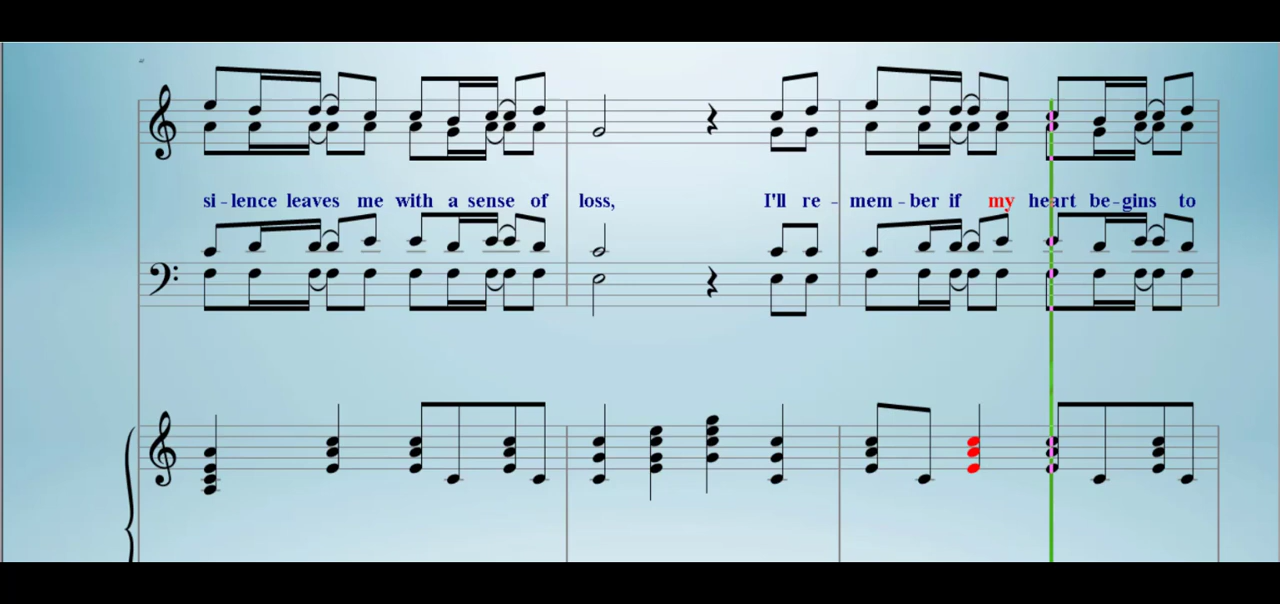 si - lence leaves me with a sense of loss, I'll re - mem - ber if my heart be - gins to